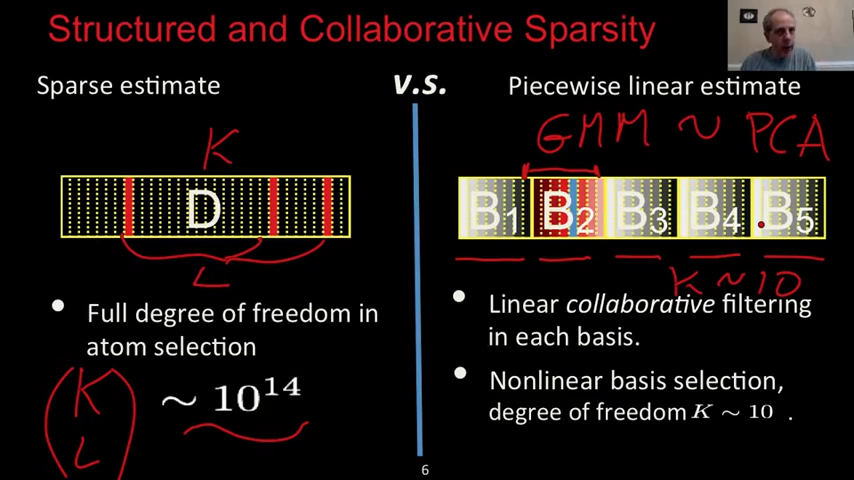 Structured and Collaborative Sparsity
Sparse estimate
v.s.
Piecewise linear estimate
K
GMM ~ PCA
D
B1 B2 B3 B4 B5
L
K ~ 10
• Full degree of freedom in
atom selection
(K L) ~ 10^14
• Linear collaborative filtering
in each basis.
• Nonlinear basis selection,
degree of freedom K ~ 10 .
6